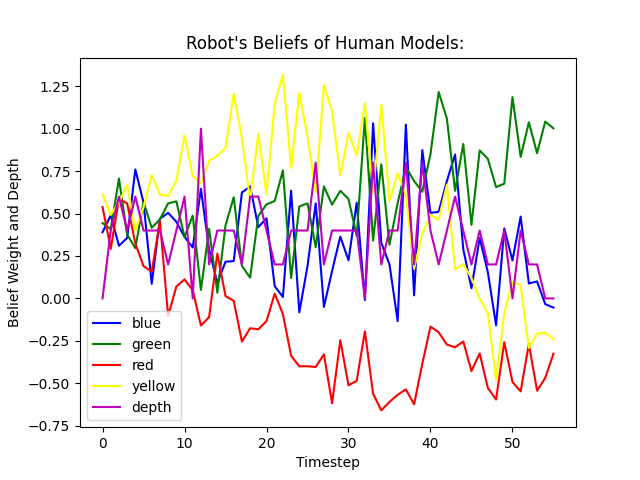 Robot's Beliefs of Human Models:
Belief Weight and Depth
1.25
1.00
0.75
0.50
0.25
0.00
−0.25
−0.50
−0.75
blue
green
red
yellow
depth
0 10 20 30 40 50
Timestep